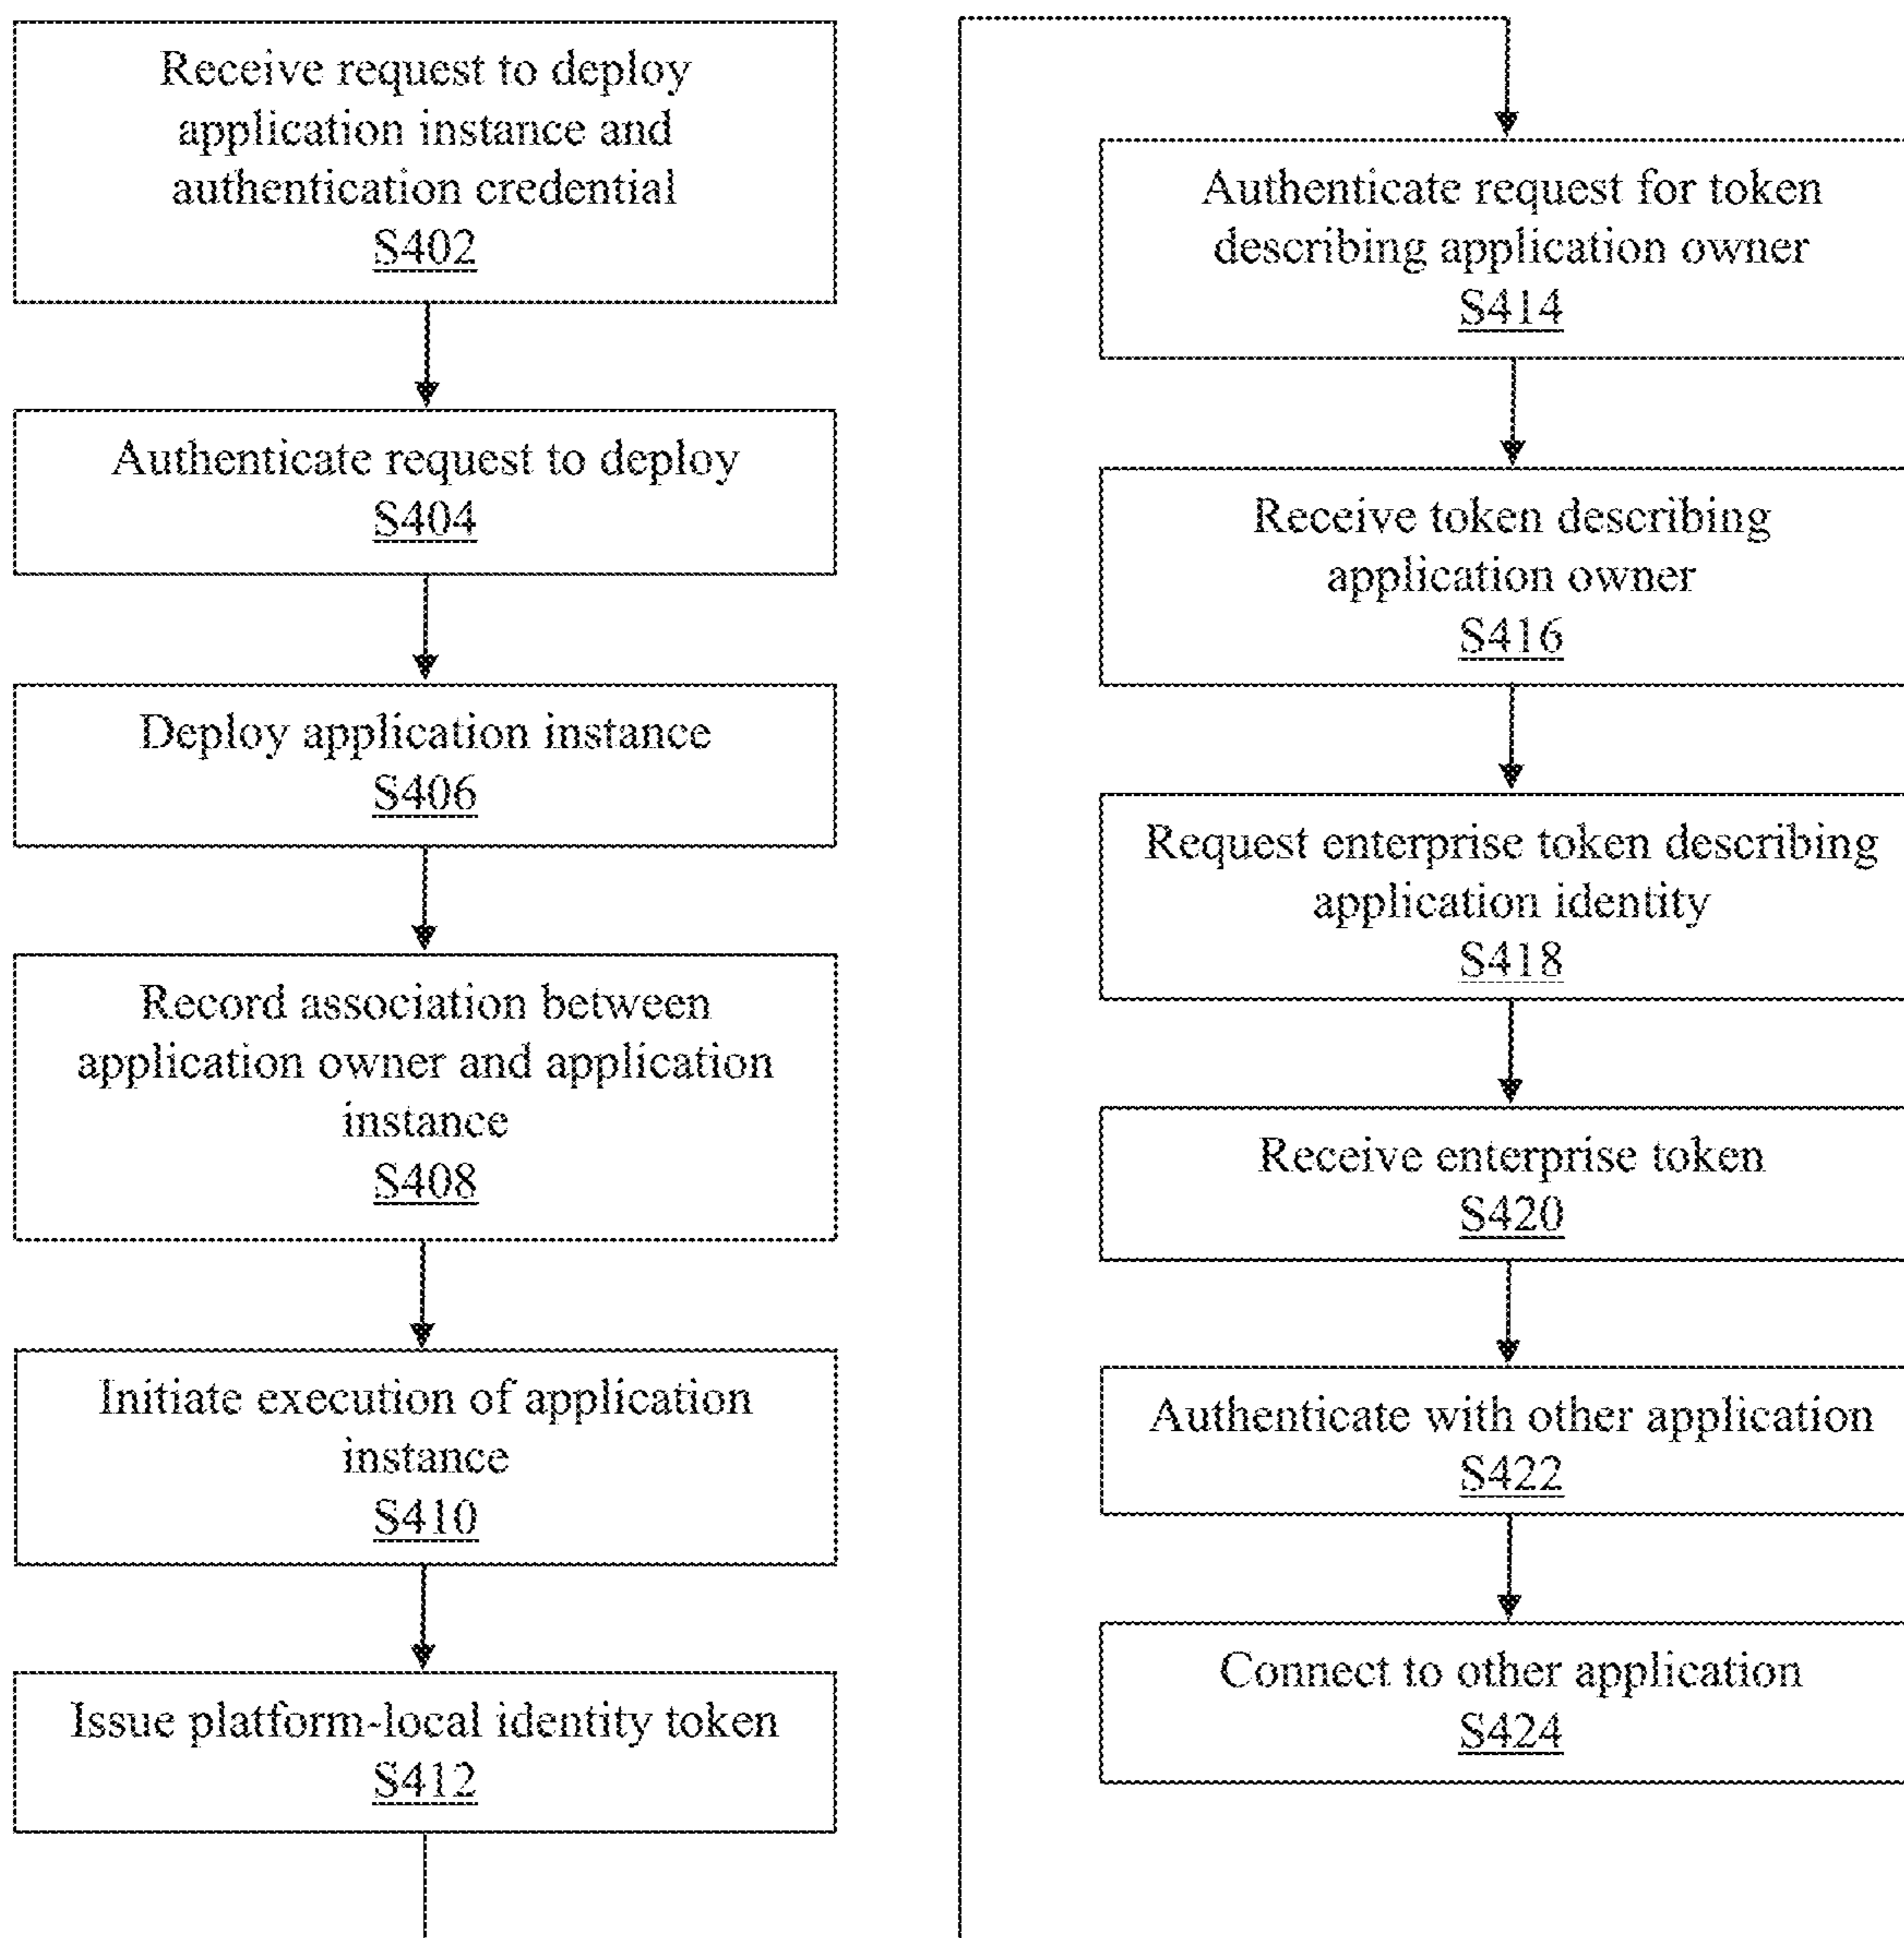 Receive request to deploy
application instance and
authentication credential
S402
Authenticate request to deploy
S404
Deploy application instance
S406
Record association between
application owner and application
instance
S408
Initiate execution of application
instance
S410
Issue platform-local identity token
S412
Authenticate request for token
describing application owner
S414
Receive token describing
application owner
S416
Request enterprise token describing
application identity
S418
Receive enterprise token
S420
Authenticate with other application
S422
Connect to other application
S424